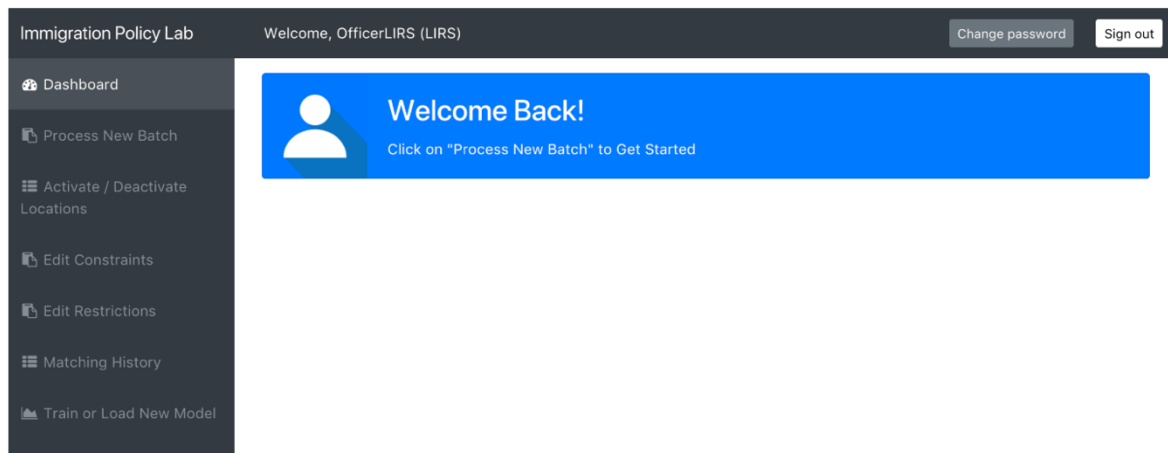 Immigration Policy Lab
Welcome, OfficerLIRS (LIRS)
Change password
Sign out
Dashboard
Process New Batch
Activate / Deactivate
Locations
Edit Constraints
Edit Restrictions
Matching History
Train or Load New Model
Welcome Back!
Click on "Process New Batch" to Get Started